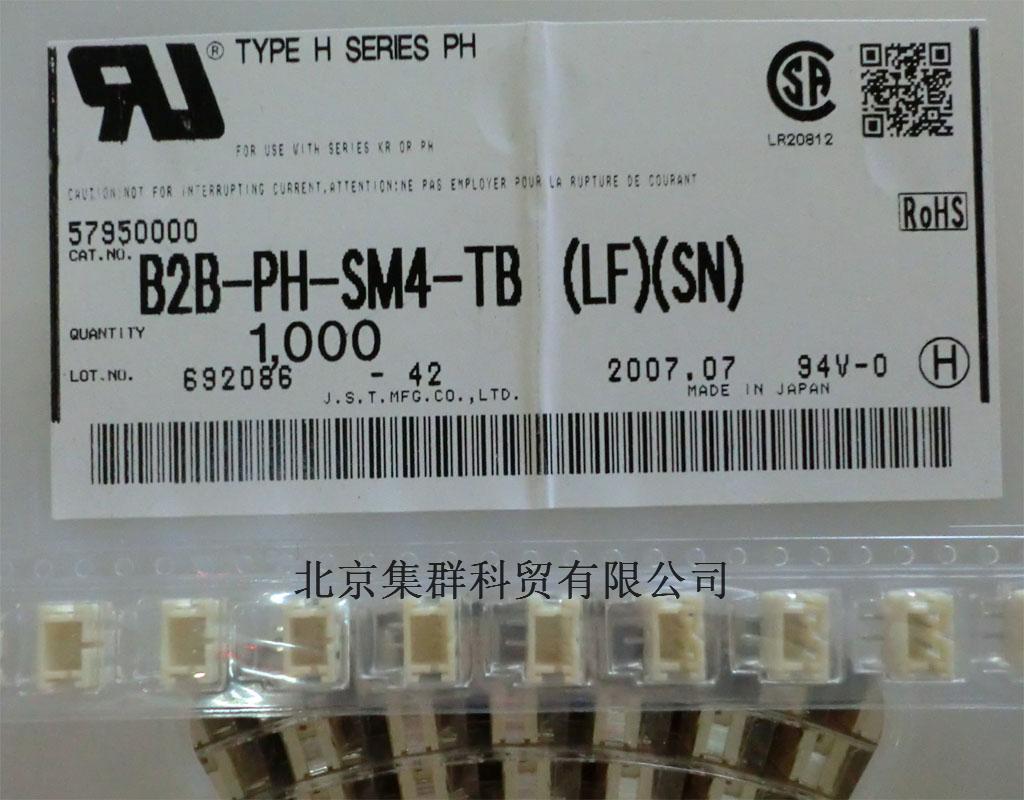 RU® TYPE H SERIES PH
SA
LR20812
FOR USE WITH SERIES KR OR PH
CAUTION:NOT FOR INTERRUPTING CURRENT,ATTENTION:NE PAS EMPLOYER POUR LA RUPTURE DE COURANT
RoHS
57950000
CAT.NO. B2B-PH-SM4-TB (LF)(SN)
QUANTITY 1,000
LOT.NO. 692086 - 42 2007.07 94V-0 H
J.S.T.MFG.CO.,LTD. MADE IN JAPAN
北京集群科贸有限公司